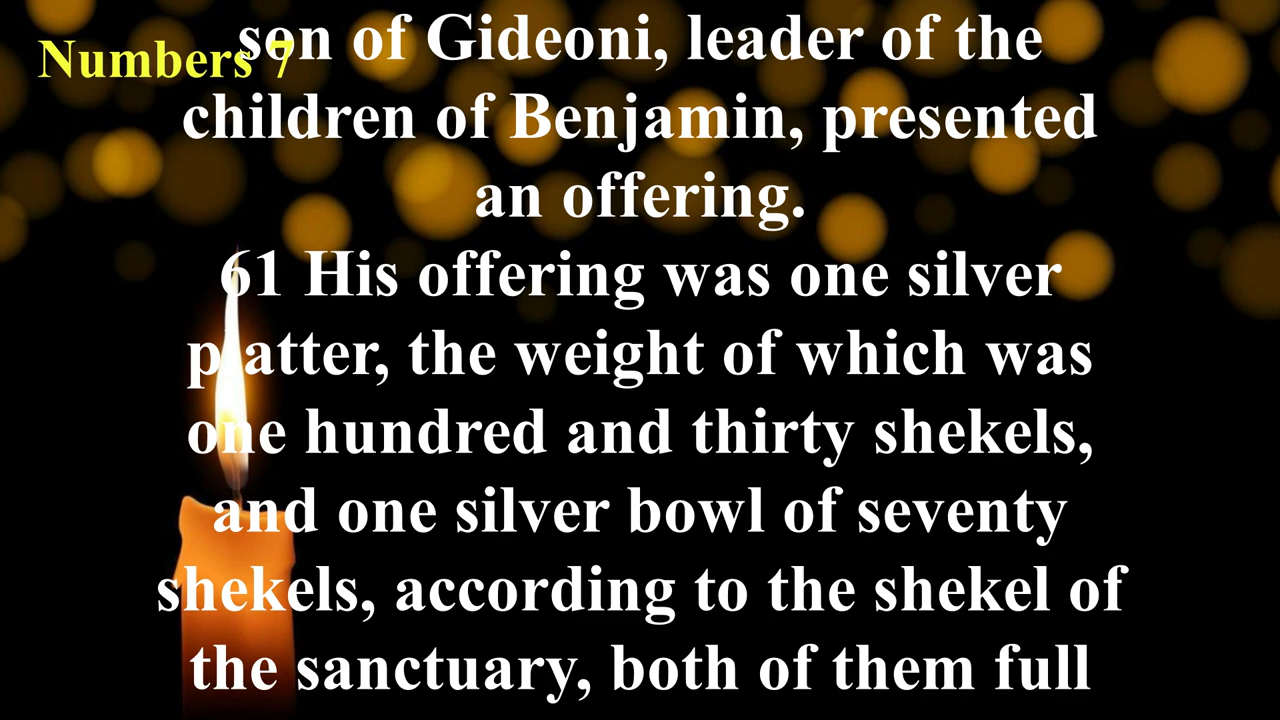 Numbers 7
son of Gideoni, leader of the
children of Benjamin, presented
an offering.
61 His offering was one silver
platter, the weight of which was
one hundred and thirty shekels,
and one silver bowl of seventy
shekels, according to the shekel of
the sanctuary, both of them full